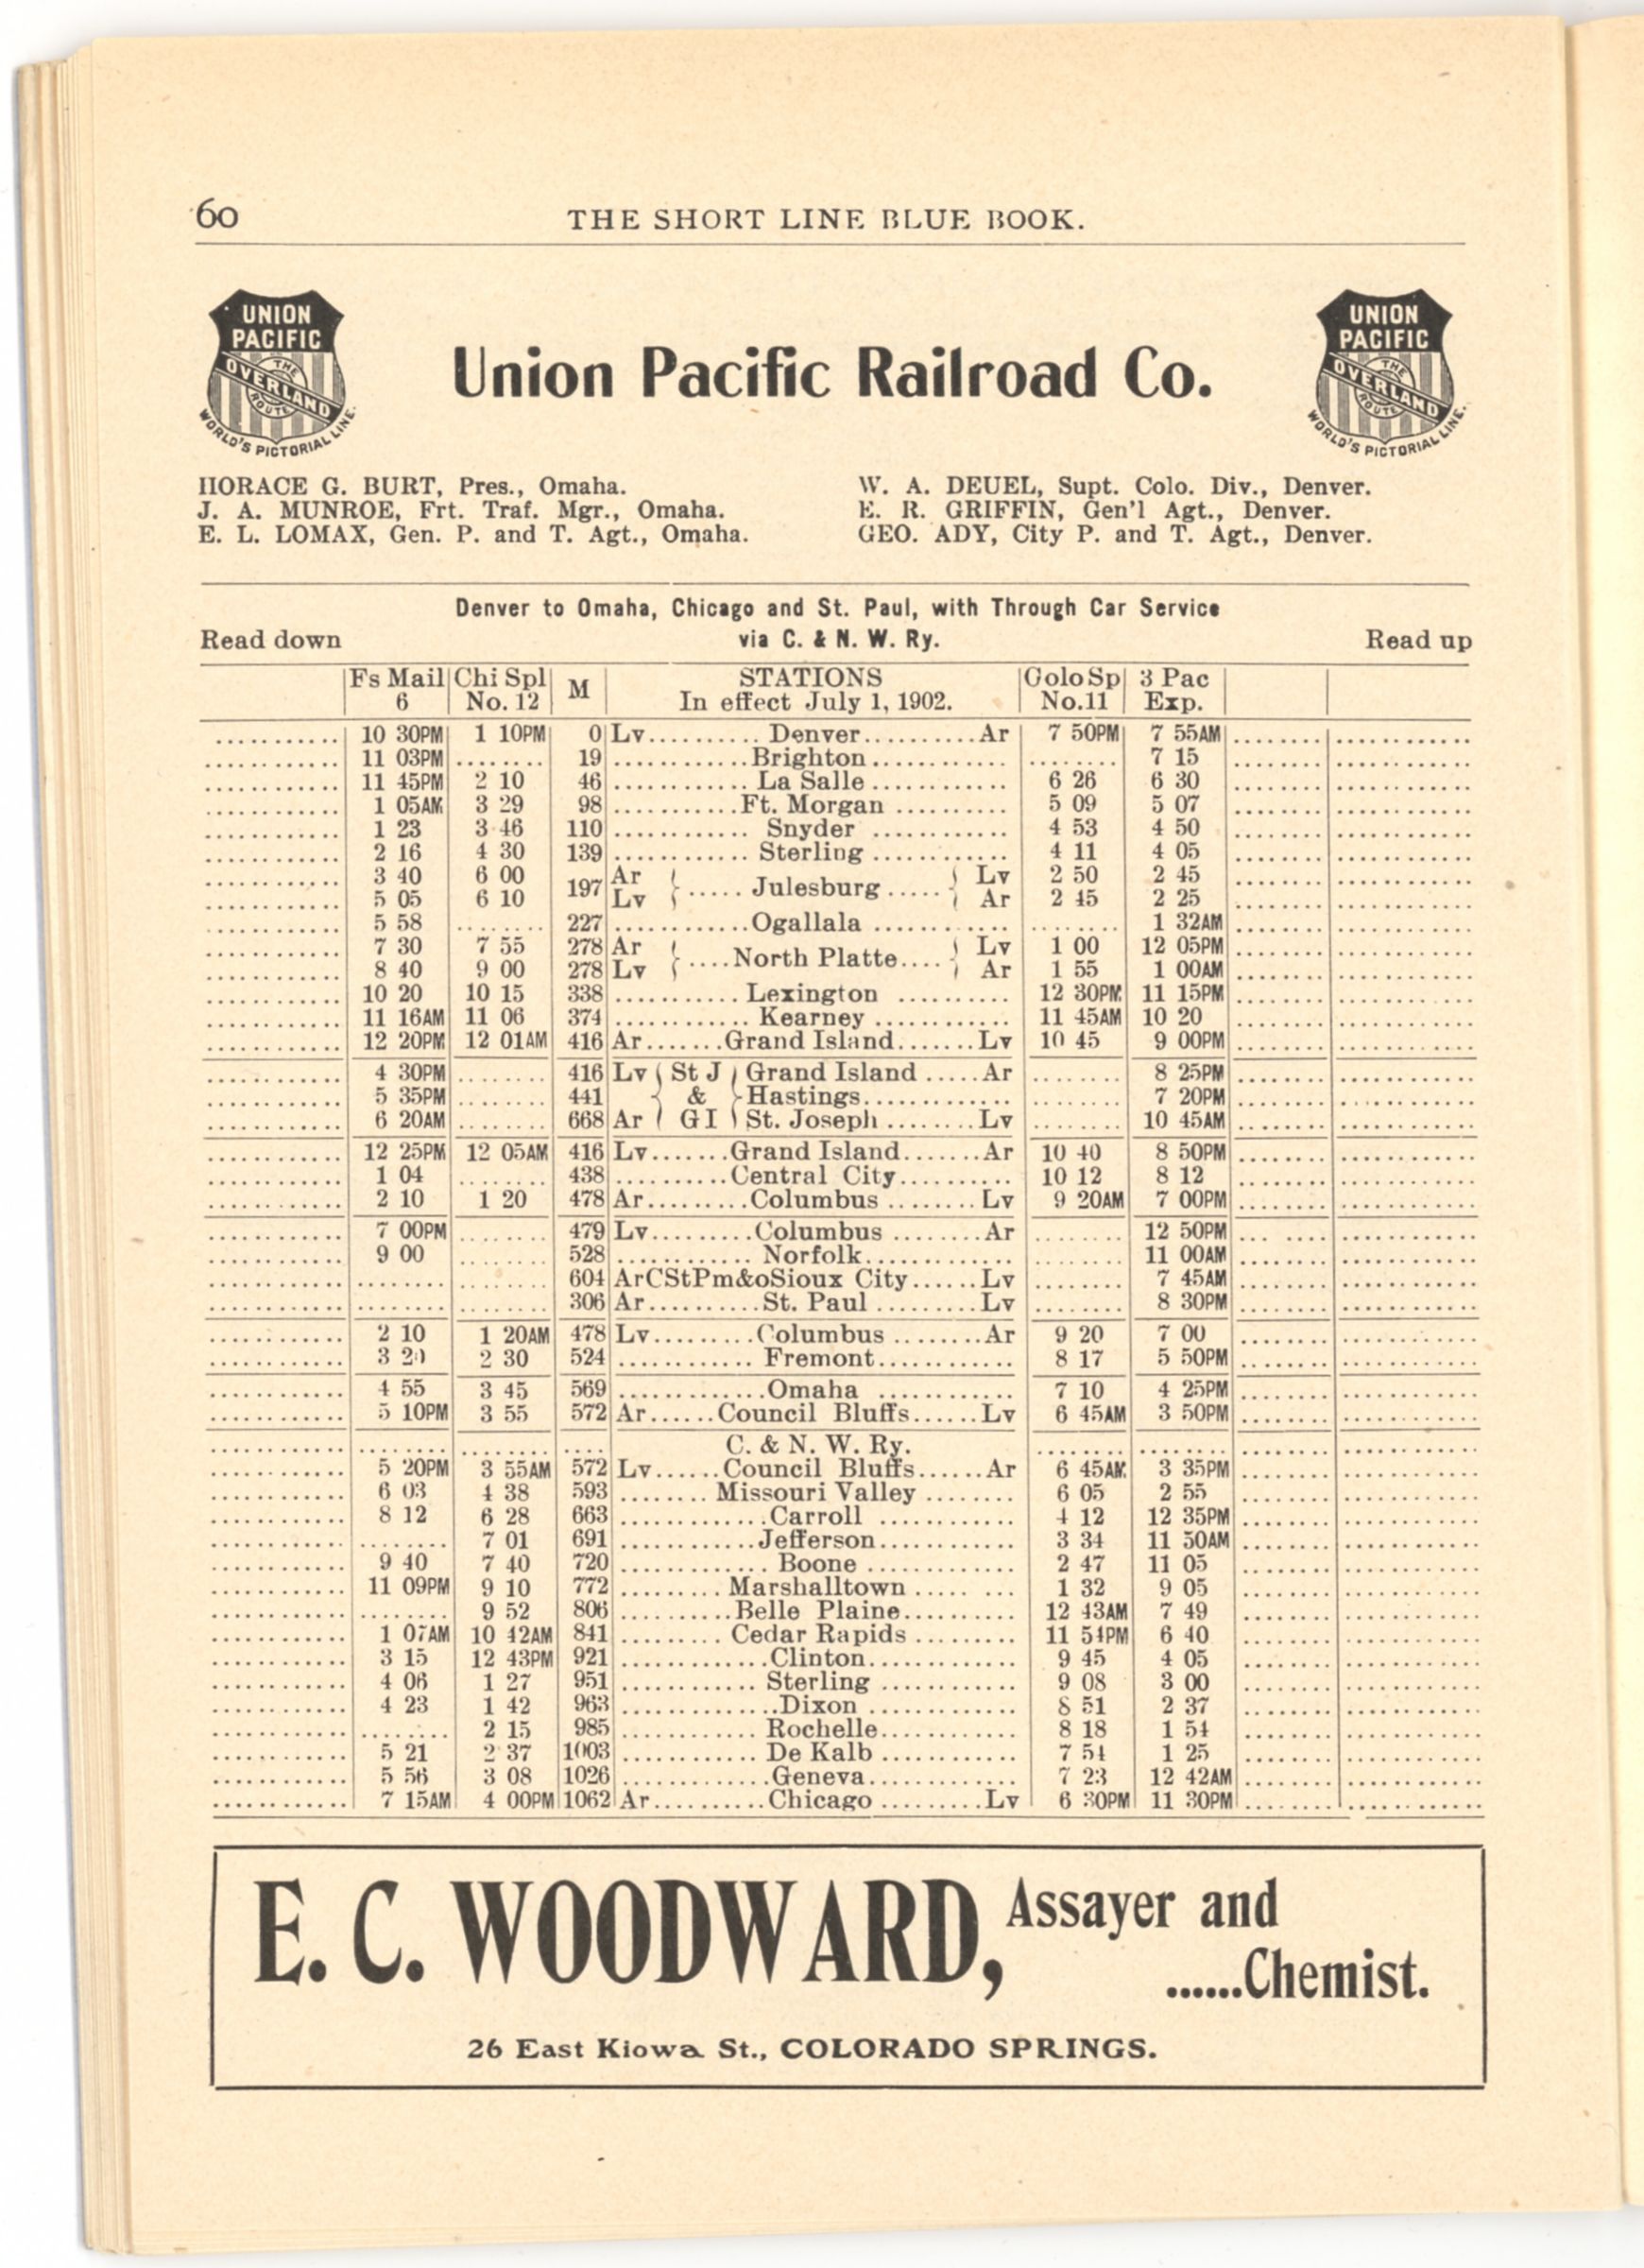 60 THE SHORT LINE BLUE BOOK.
UNION
PACIFIC
THE
OVERLAND
ROUTE
WORLD'S PICTORIAL LINE.
Union Pacific Railroad Co.
UNION
PACIFIC
THE
OVERLAND
ROUTE
WORLD'S PICTORIAL LINE.
HORACE G. BURT, Pres., Omaha. W. A. DEUEL, Supt. Colo. Div., Denver.
J. A. MUNROE, Frt. Traf. Mgr., Omaha. E. R. GRIFFIN, Gen'l Agt., Denver.
E. L. LOMAX, Gen. P. and T. Agt., Omaha. GEO. ADY, City P. and T. Agt., Denver.
Denver to Omaha, Chicago and St. Paul, with Through Car Service
Read down via C. & N. W. Ry. Read up
Fs Mail Chi Spl M STATIONS Colo Sp 3 Pac
6 No. 12 In effect July 1, 1902. No.11 Exp.
10 30PM 1 10PM 0 Lv.......... Denver..........Ar 7 50PM 7 55AM
11 03PM ........ 19 ............Brighton............ ........ 7 15
11 45PM 2 10 46 ............ La Salle ............ 6 26 6 30
1 05AM 3 29 98 ...........Ft. Morgan .......... 5 09 5 07
1 23 3 46 110 ............ Snyder ............ 4 53 4 50
2 16 4 30 139 ............ Sterling ............ 4 11 4 05
3 40 6 00 197 Ar ..... Julesburg ..... Lv 2 50 2 45
5 05 6 10 Lv Ar 2 45 2 25
5 58 ........ 227 ............Ogallala ............ ........ 1 32AM
7 30 7 55 278 Ar ....North Platte.... Lv 1 00 12 05PM
8 40 9 00 278 Lv Ar 1 55 1 00AM
10 20 10 15 338 ........... Lexington .......... 12 30PM 11 15PM
11 16AM 11 06 374 ............ Kearney ............ 11 45AM 10 20
12 20PM 12 01AM 416 Ar.......Grand Island.......Lv 10 45 9 00PM
4 30PM ........ 416 Lv St J Grand Island .....Ar ........ 8 25PM
5 35PM ........ 441 & Hastings............. ........ 7 20PM
6 20AM ........ 668 Ar G I St. Joseph ........Lv ........ 10 45AM
12 25PM 12 05AM 416 Lv.......Grand Island.......Ar 10 40 8 50PM
1 04 ........ 438 ..........Central City.......... 10 12 8 12
2 10 1 20 478 Ar.........Columbus ........Lv 9 20AM 7 00PM
7 00PM ........ 479 Lv.........Columbus ........Ar ........ 12 50PM
9 00 ........ 528 ............ Norfolk............. ........ 11 00AM
........ ........ 604 ArCStPm&oSioux City......Lv ........ 7 45AM
........ ........ 306 Ar..........St. Paul .........Lv ........ 8 30PM
2 10 1 20AM 478 Lv.........Columbus ........Ar 9 20 7 00
3 20 2 30 524 ............ Fremont............ 8 17 5 50PM
4 55 3 45 569 .............Omaha ............ 7 10 4 25PM
5 10PM 3 55 572 Ar......Council Bluffs......Lv 6 45AM 3 50PM
C. & N. W. Ry.
5 20PM 3 55AM 572 Lv......Council Bluffs......Ar 6 45AM 3 35PM
6 03 4 38 593 ........ Missouri Valley ........ 6 05 2 55
8 12 6 28 663 .............Carroll ............ 4 12 12 35PM
........ 7 01 691 ............Jefferson............ 3 34 11 50AM
9 40 7 40 720 .............. Boone ............. 2 47 11 05
11 09PM 9 10 772 ......... Marshalltown ..... ... 1 32 9 05
........ 9 52 806 ..........Belle Plaine.......... 12 43AM 7 49
1 07AM 10 42AM 841 ......... Cedar Rapids ......... 11 54PM 6 40
3 15 12 43PM 921 .............Clinton............. 9 45 4 05
4 06 1 27 951 ............ Sterling ............ 9 08 3 00
4 23 1 42 963 ..............Dixon ............. 8 51 2 37
........ 2 15 985 ............ Rochelle............ 8 18 1 54
5 21 2 37 1003 ............ De Kalb ............ 7 54 1 25
5 56 3 08 1026 .............Geneva............. 7 23 12 42AM
7 15AM 4 00PM 1062 Ar..........Chicago .........Lv 6 30PM 11 30PM
E. C. WOODWARD, Assayer and
......Chemist.
26 East Kiowa St., COLORADO SPRINGS.